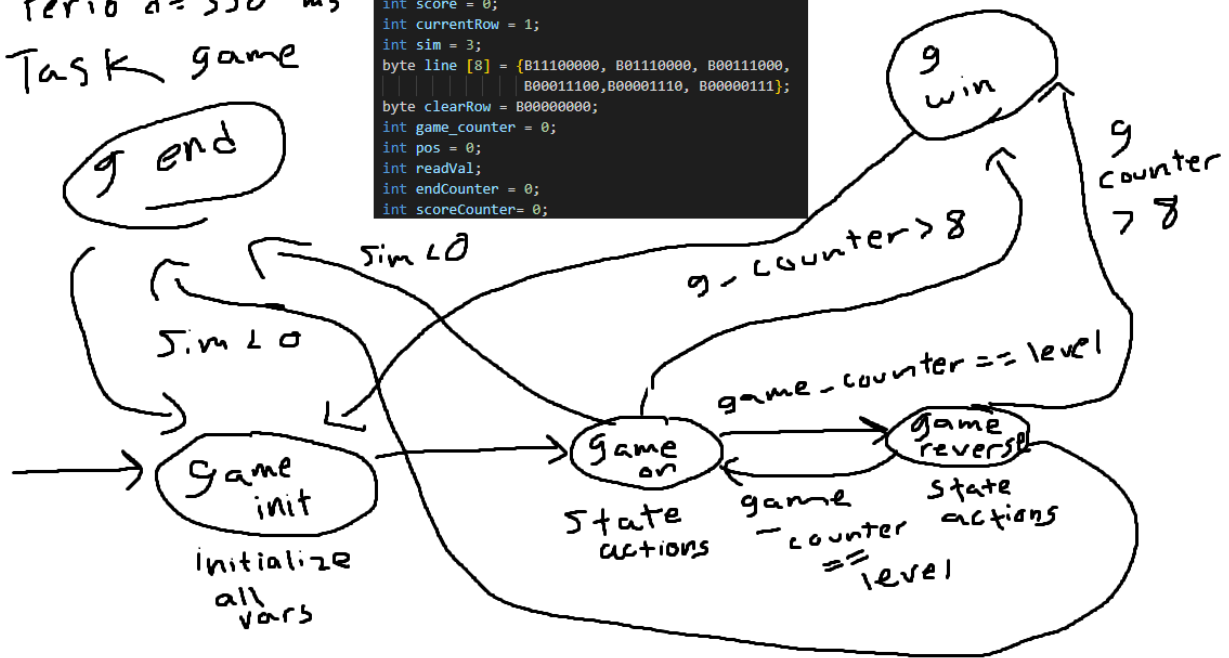 Period = 350 ms
Task game
int score = 0;
int currentRow = 1;
int sim = 3;
byte line [8] = {B11100000, B01110000, B00111000,
B00011100,B00001110, B00000111};
byte clearRow = B00000000;
int game_counter = 0;
int pos = 0;
int readVal;
int endCounter = 0;
int scoreCounter= 0;
g
win
g end
g
counter
> 8
Sim <0
g_counter>8
Sim < 0
game_counter == level
game
init
game
on
game
reverse
initialize
all
vars
State
actions
game
_counter
==
level
State
actions